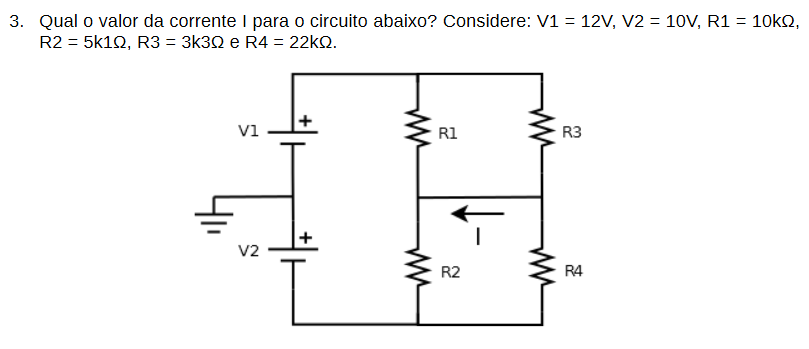 3. Qual o valor da corrente I para o circuito abaixo? Considere: V1 = 12V, V2 = 10V, R1 = 10kΩ,
R2 = 5k1Ω, R3 = 3k3Ω e R4 = 22kΩ.
+
V1
R1
R3
+
I
V2
R2
R4